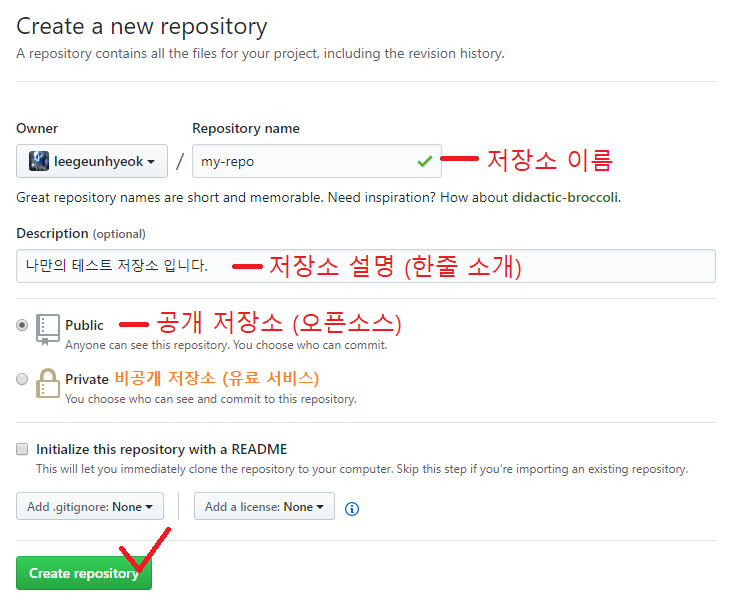 Create a new repository
A repository contains all the files for your project, including the revision history.
Owner Repository name
leegeunhyeok / my-repo 저장소 이름
Great repository names are short and memorable. Need inspiration? How about didactic-broccoli.
Description (optional)
나만의 테스트 저장소 입니다. 저장소 설명 (한줄 소개)
Public 공개 저장소 (오픈소스)
Anyone can see this repository. You choose who can commit.
Private 비공개 저장소 (유료 서비스)
You choose who can see and commit to this repository.
Initialize this repository with a README
This will let you immediately clone the repository to your computer. Skip this step if you're importing an existing repository.
Add .gitignore: None Add a license: None
Create repository